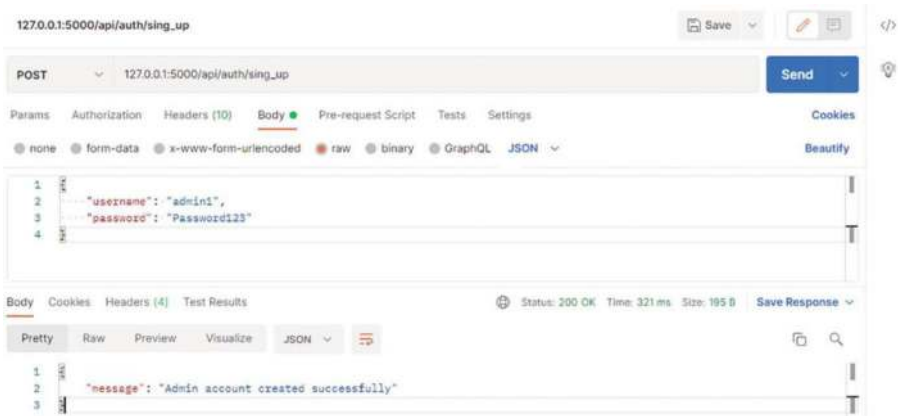 127.0.0.1:5000/api/auth/sing_up
Save
POST 127.0.0.1:5000/api/auth/sing_up Send
Params Authorization Headers (10) Body Pre-request Script Tests Settings Cookies
none form-data x-www-form-urlencoded raw binary GraphQL JSON Beautify
1 {
2 "username": "admin1",
3 "password": "Password123"
4 }
Body Cookies Headers (4) Test Results Status: 200 OK Time: 321 ms Size: 195 B Save Response
Pretty Raw Preview Visualize JSON
1 {
2 "message": "Admin account created successfully"
3 }